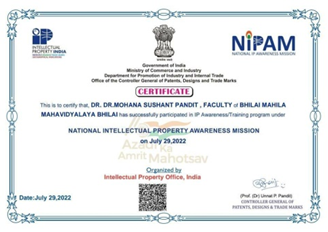 INTELLECTUAL
PROPERTY INDIA
NiPAM
NATIONAL IP AWARENESS MISSION
Government of India
Ministry of Commerce and Industry
Department for Promotion of Industry and Internal Trade
Office of the Controller General of Patents, Designs and Trade Marks
CERTIFICATE
This is to certify that, DR. DR.MOHANA SUSHANT PANDIT , FACULTY of BHILAI MAHILA
MAHAVIDYALAYA BHILAI has successfully participated in IP Awareness/Training program under
NATIONAL INTELLECTUAL PROPERTY AWARENESS MISSION
on July 29,2022
Azadi Ka
Amrit Mahotsav
Organized by
Intellectual Property Office, India
Date:July 29,2022
(Prof. (Dr) Unnat P. Pandit)
CONTROLLER GENERAL OF
PATENTS, DESIGNS & TRADE MARKS